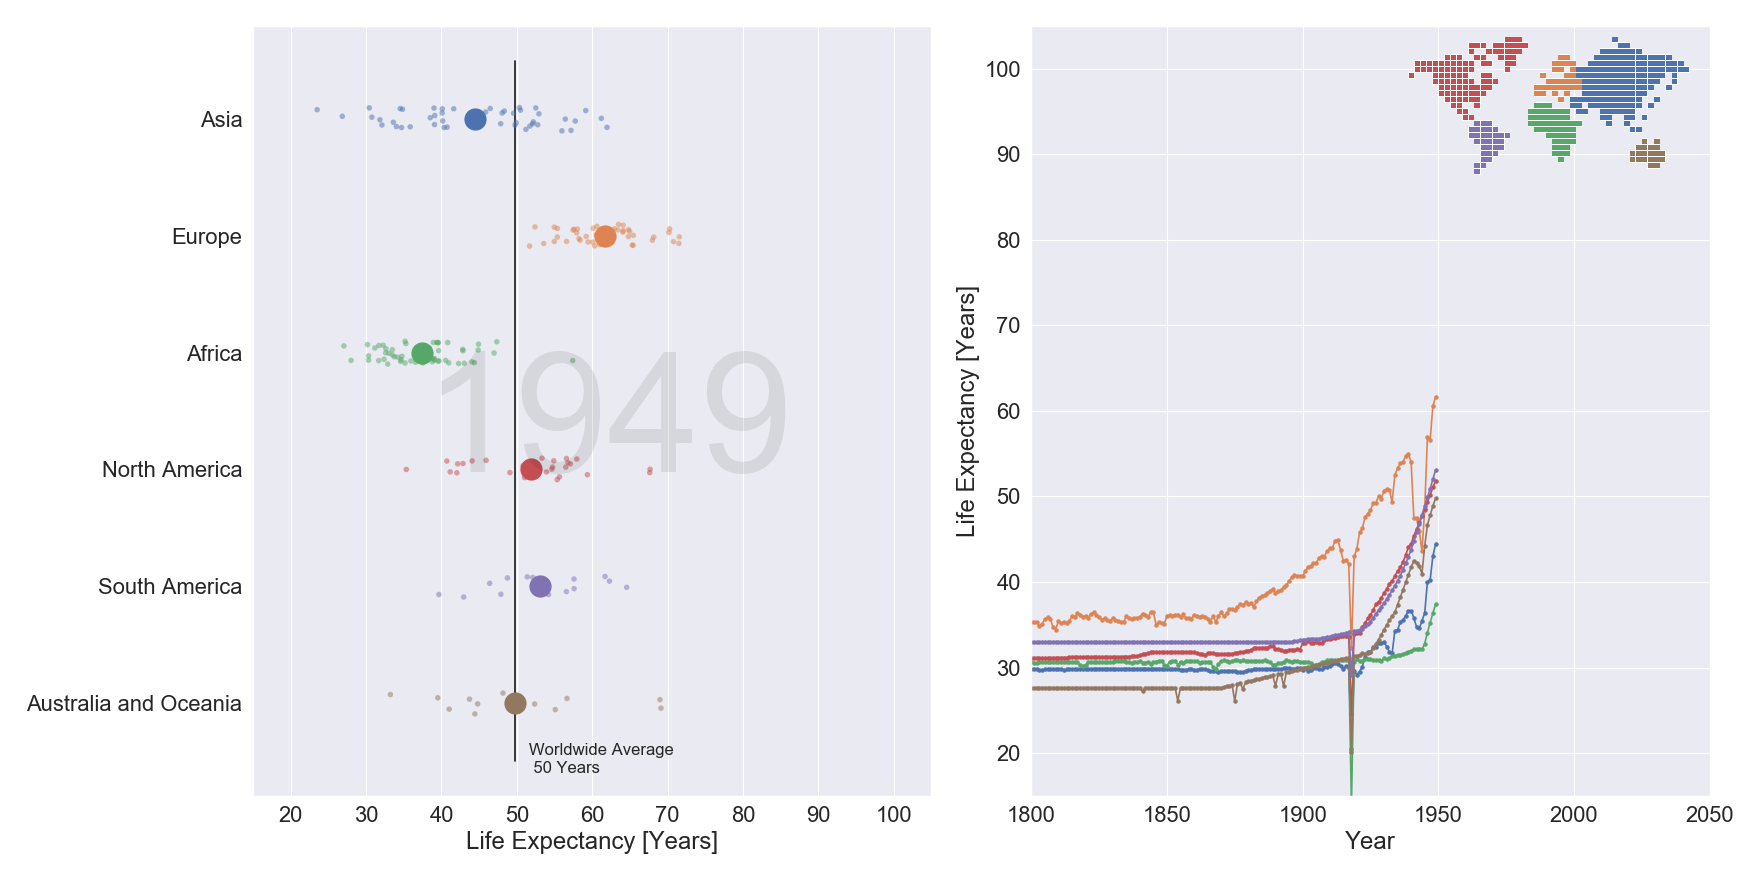 Asia
Europe
Africa
North America
South America
Australia and Oceania
1949
Worldwide Average
50 Years
20 30 40 50 60 70 80 90 100
Life Expectancy [Years]
100
90
80
70
60
50
40
30
20
Life Expectancy [Years]
1800 1850 1900 1950 2000 2050
Year